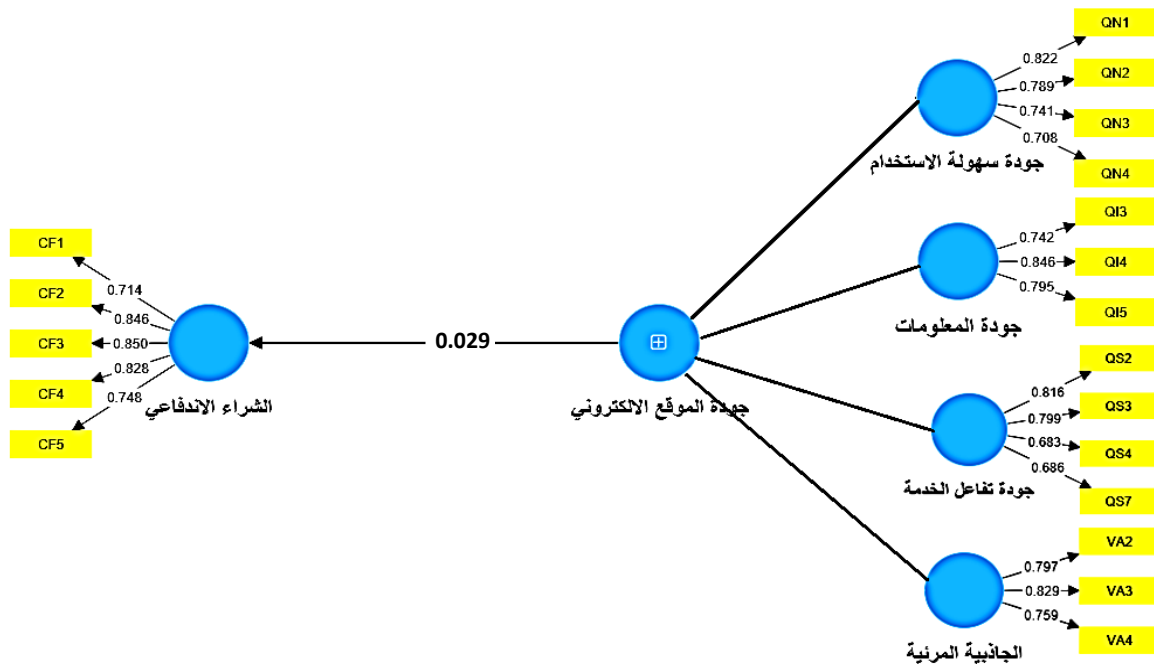 QN1
0.822
QN2
0.789
QN3
0.741
0.708
QN4
جودة سهولة الاستخدام
QI3
0.742
QI4
0.846
QI5
0.795
جودة المعلومات
QS2
0.816
QS3
0.799
QS4
0.683
0.686
QS7
جودة تفاعل الخدمة
VA2
0.797
VA3
0.829
0.759
VA4
الجاذبية المرئية
جودة الموقع الالكتروني
0.029
CF1
0.714
CF2
0.846
CF3
0.850
CF4
0.828
0.748
CF5
الشراء الاندفاعي